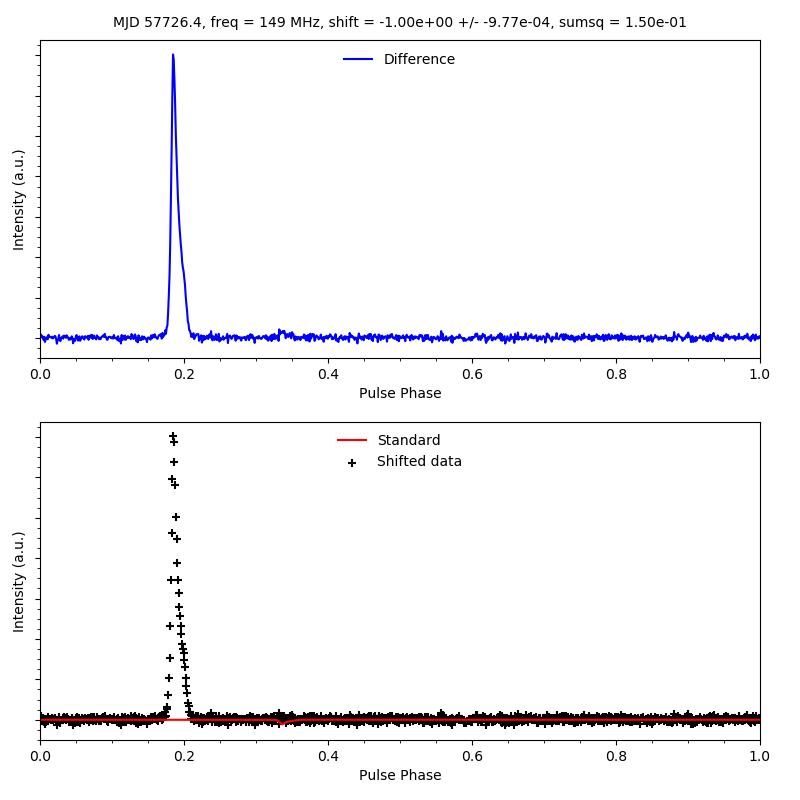 MJD 57726.4, freq = 149 MHz, shift = -1.00e+00 +/- -9.77e-04, sumsq = 1.50e-01
Difference
Intensity (a.u.)
0.0 0.2 0.4 0.6 0.8 1.0
Pulse Phase
Standard
Shifted data
Intensity (a.u.)
0.0 0.2 0.4 0.6 0.8 1.0
Pulse Phase